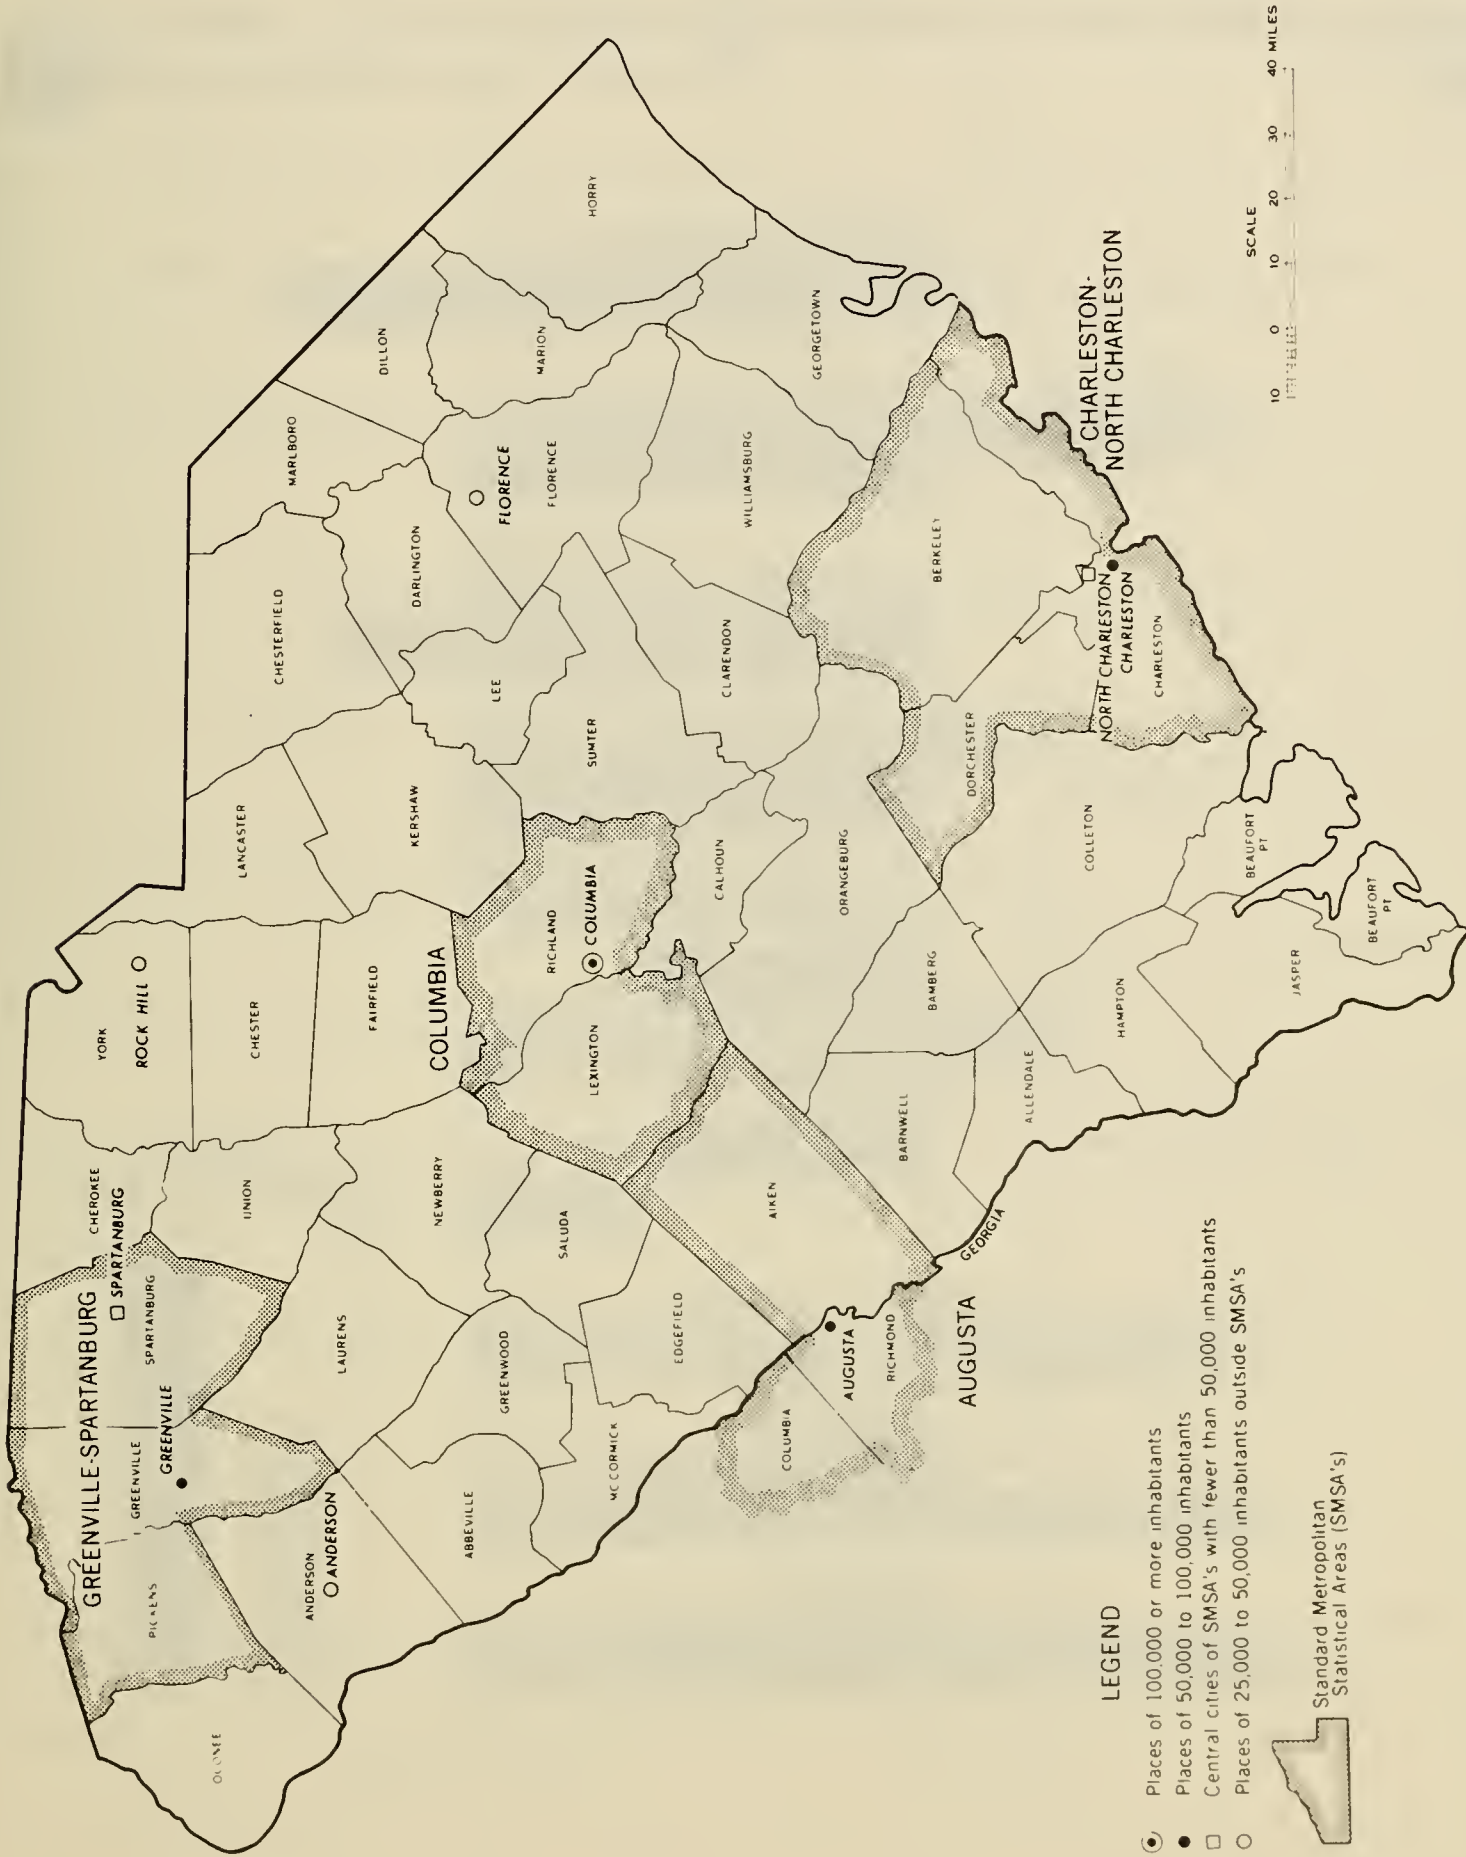 GREENVILLE-SPARTANBURG
CHEROKEE
SPARTANBURG
SPARTANBURG
GREENVILLE
GREENVILLE
PICKENS
OCONEE
ANDERSON
ANDERSON
YORK
ROCK HILL
CHESTER
UNION
LAURENS
ABBEVILLE
GREENWOOD
MC CORMICK
NEWBERRY
SALUDA
EDGEFIELD
FAIRFIELD
LANCASTER
KERSHAW
CHESTERFIELD
MARLBORO
DARLINGTON
DILLON
MARION
HORRY
FLORENCE
FLORENCE
LEE
SUMTER
COLUMBIA
RICHLAND
COLUMBIA
LEXINGTON
CALHOUN
CLARENDON
WILLIAMSBURG
GEORGETOWN
AIKEN
AUGUSTA
RICHMOND
COLUMBIA
AUGUSTA
GEORGIA
BARNWELL
BAMBERG
ORANGEBURG
ALLENDALE
HAMPTON
COLLETON
DORCHESTER
BERKELEY
NORTH CHARLESTON
CHARLESTON
CHARLESTON
CHARLESTON-
NORTH CHARLESTON
JASPER
BEAUFORT
PT
BEAUFORT
PT
LEGEND
Places of 100,000 or more inhabitants
Places of 50,000 to 100,000 inhabitants
Central cities of SMSA's with fewer than 50,000 inhabitants
Places of 25,000 to 50,000 inhabitants outside SMSA's
Standard Metropolitan
Statistical Areas (SMSA's)
SCALE
10 0 10 20 30 40 MILES